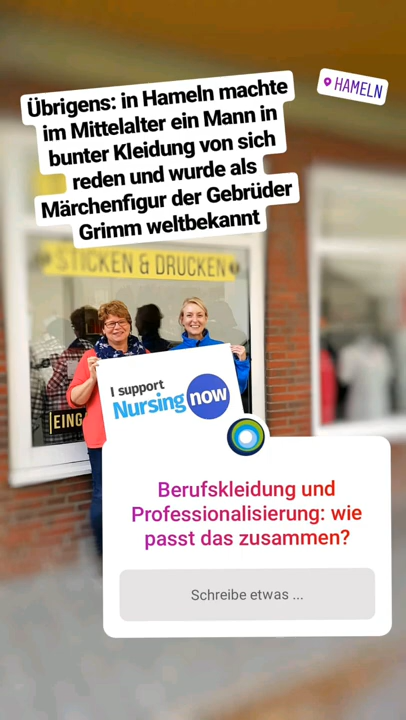 Übrigens: in Hameln machte
im Mittelalter ein Mann in
bunter Kleidung von sich
reden und wurde als
Märchenfigur der Gebrüder
Grimm weltbekannt
HAMELN
STICKEN & DRUCKEN
EING
I support
Nursing now
Berufskleidung und
Professionalisierung: wie
passt das zusammen?
Schreibe etwas ...